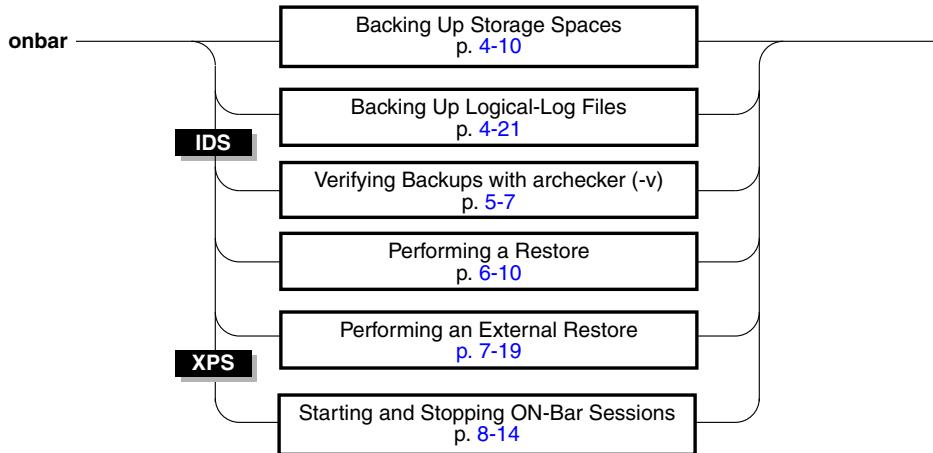 onbar
Backing Up Storage Spaces
p. 4-10
Backing Up Logical-Log Files
p. 4-21
IDS
Verifying Backups with archecker (-v)
p. 5-7
Performing a Restore
p. 6-10
Performing an External Restore
p. 7-19
XPS
Starting and Stopping ON-Bar Sessions
p. 8-14